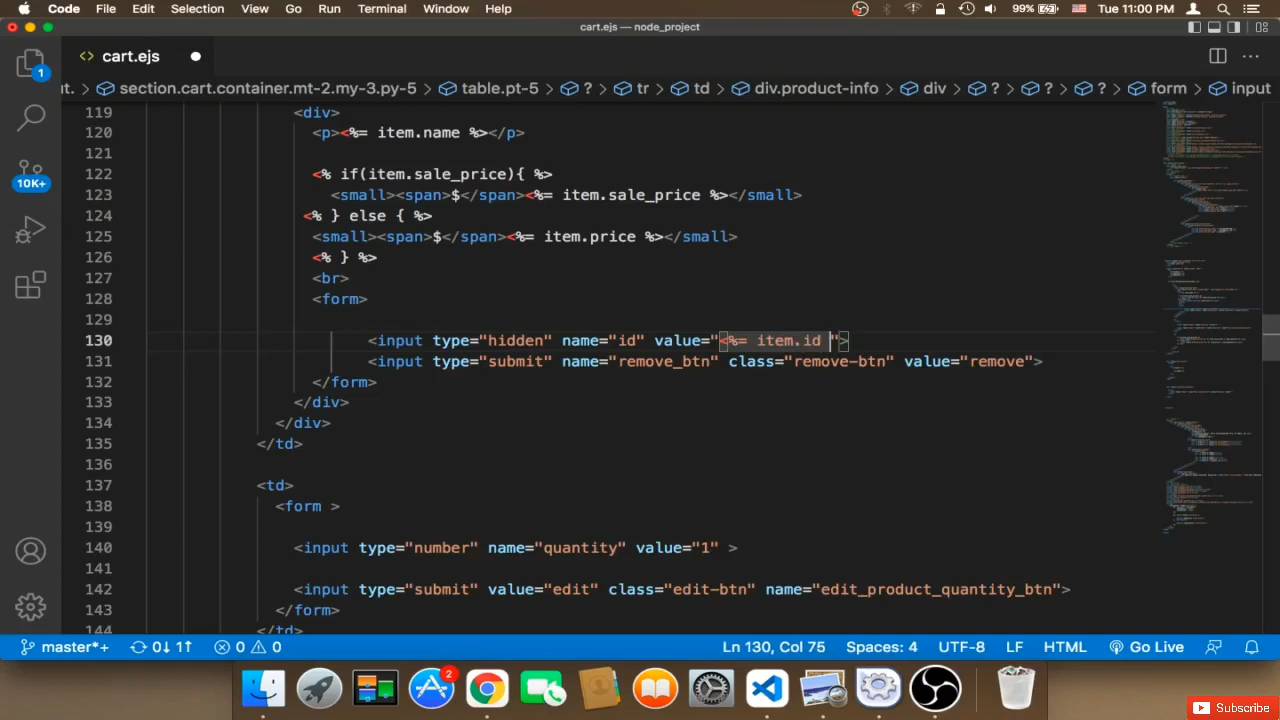 Code File Edit Selection View Go Run Terminal Window Help 99% Tue 11:00 PM
cart.ejs — node_project
1
<> cart.ejs
t. > section.cart.container.mt-2.my-3.py-5 > table.pt-5 > ? > tr > td > div.product-info > div > ? > ? > ? > form > input
10K+
119 <div>
120 <p><%= item.name %></p>
121
122 <% if(item.sale_price){ %>
123 <small><span>$</span><%= item.sale_price %></small>
124 <% } else { %>
125 <small><span>$</span><%= item.price %></small>
126 <% } %>
127 <br>
128 <form>
129
130 <input type="hidden" name="id" value="<%= item.id ">
131 <input type="submit" name="remove_btn" class="remove-btn" value="remove">
132 </form>
133 </div>
134 </div>
135 </td>
136
137 <td>
138 <form >
139
140 <input type="number" name="quantity" value="1" >
141
142 <input type="submit" value="edit" class="edit-btn" name="edit_product_quantity_btn">
143 </form>
144 </td>
master*+ 0↓ 1↑ 0 0 Ln 130, Col 75 Spaces: 4 UTF-8 LF HTML Go Live
2
Subscribe